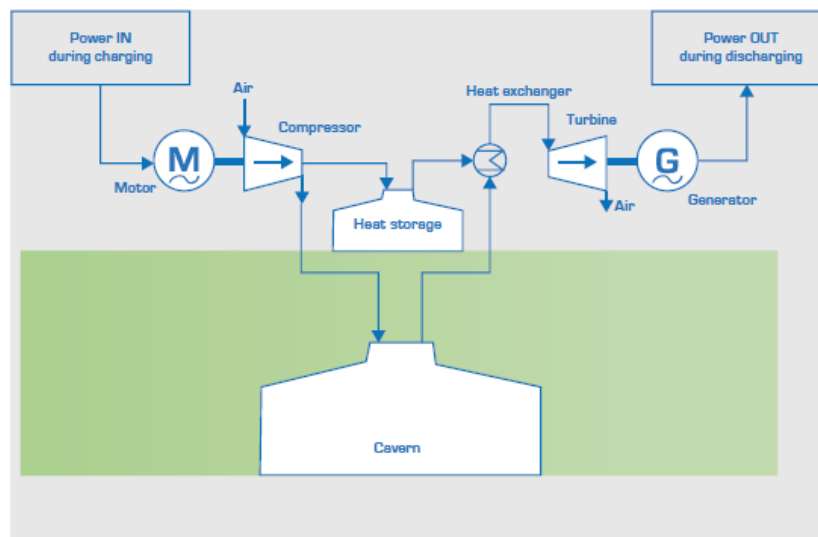 Power IN
during charging
Power OUT
during discharging
Air
Compressor
Heat exchanger
Turbine
M
Motor
G
Generator
Air
Heat storage
Cavern